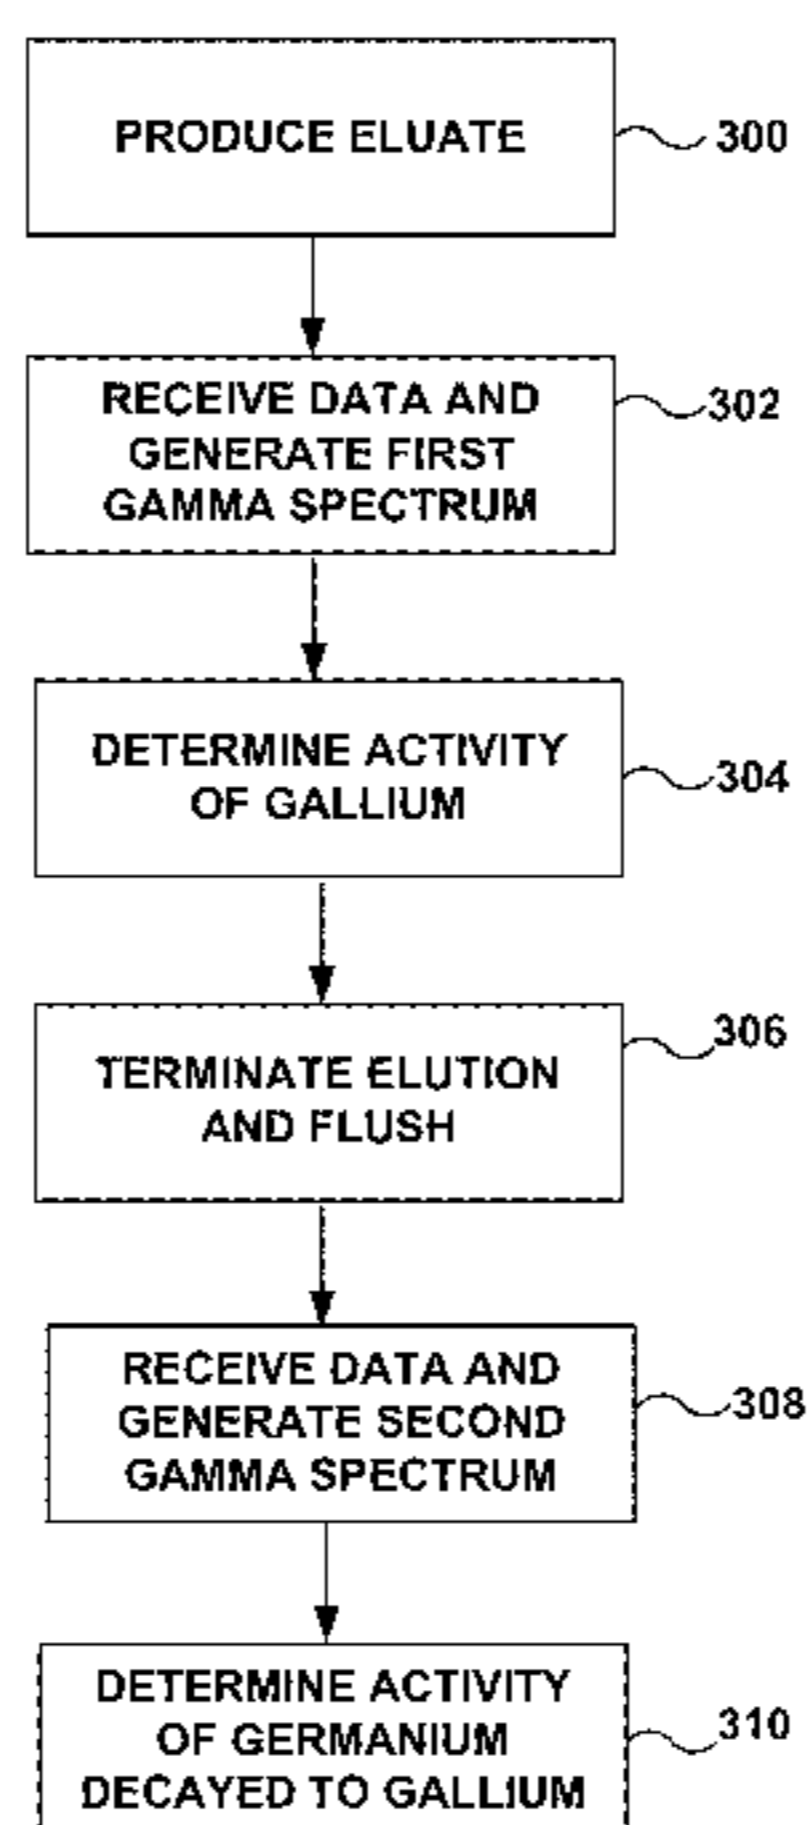 PRODUCE ELUATE
300
RECEIVE DATA AND
GENERATE FIRST
GAMMA SPECTRUM
302
DETERMINE ACTIVITY
OF GALLIUM
304
TERMINATE ELUTION
AND FLUSH
306
RECEIVE DATA AND
GENERATE SECOND
GAMMA SPECTRUM
308
DETERMINE ACTIVITY
OF GERMANIUM
DECAYED TO GALLIUM
310